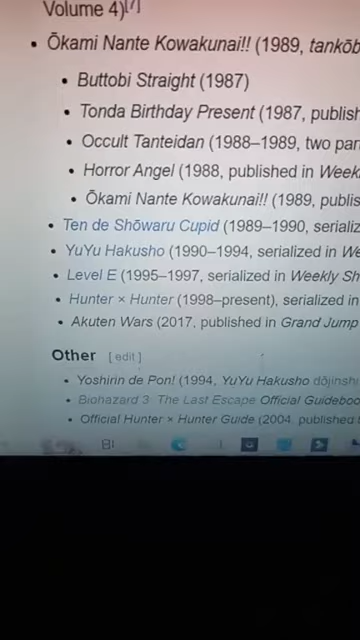 Volume 4)[7]
• Ōkami Nante Kowakunai!! (1989, tankōb
• Buttobi Straight (1987)
• Tonda Birthday Present (1987, publish
• Occult Tanteidan (1988–1989, two par
• Horror Angel (1988, published in Week
• Ōkami Nante Kowakunai!! (1989, publis
• Ten de Shōwaru Cupid (1989–1990, serializ
• YuYu Hakusho (1990–1994, serialized in We
• Level E (1995–1997, serialized in Weekly Sh
• Hunter × Hunter (1998–present), serialized in
• Akuten Wars (2017, published in Grand Jump
Other [edit]
• Yoshirin de Pon! (1994, YuYu Hakusho dōjinshi
• Biohazard 3: The Last Escape Official Guideboo
• Official Hunter × Hunter Guide (2004, published